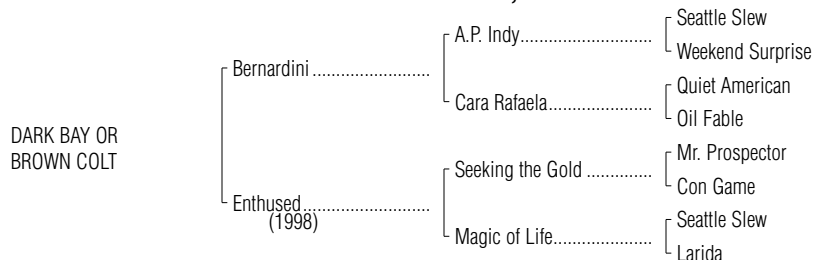 Seattle Slew
A.P. Indy..............................
Weekend Surprise
Bernardini ..........................
Quiet American
Cara Rafaela.......................
Oil Fable
DARK BAY OR
BROWN COLT
Mr. Prospector
Seeking the Gold ...............
Con Game
Enthused............................
(1998)
Seattle Slew
Magic of Life......................
Larida